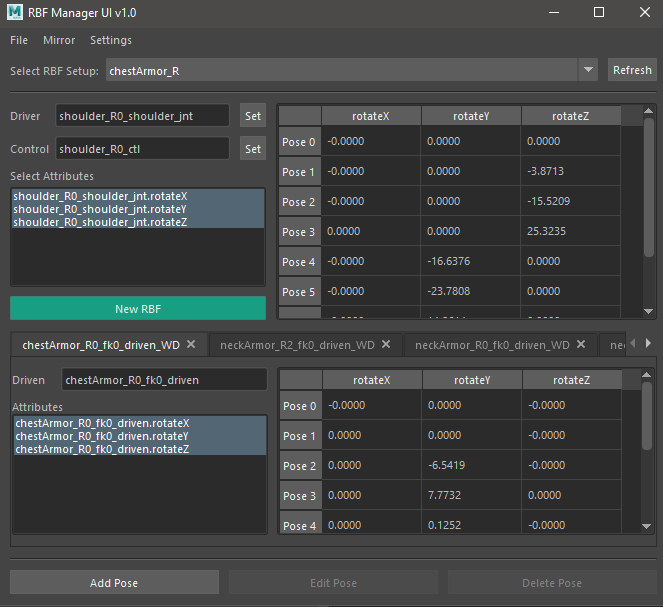 RBF Manager UI v1.0
File Mirror Settings
Select RBF Setup: chestArmor_R Refresh
Driver shoulder_R0_shoulder_jnt Set
Control shoulder_R0_ctl Set
Select Attributes
shoulder_R0_shoulder_jnt.rotateX
shoulder_R0_shoulder_jnt.rotateY
shoulder_R0_shoulder_jnt.rotateZ
New RBF
rotateX rotateY rotateZ
Pose 0 -0.0000 0.0000 0.0000
Pose 1 -0.0000 0.0000 -3.8713
Pose 2 -0.0000 0.0000 -15.5209
Pose 3 0.0000 0.0000 25.3235
Pose 4 -0.0000 -16.6376 0.0000
Pose 5 -0.0000 -23.7808 0.0000
chestArmor_R0_fk0_driven_WD neckArmor_R2_fk0_driven_WD neckArmor_R0_fk0_driven_WD
Driven chestArmor_R0_fk0_driven
Attributes
chestArmor_R0_fk0_driven.rotateX
chestArmor_R0_fk0_driven.rotateY
chestArmor_R0_fk0_driven.rotateZ
rotateX rotateY rotateZ
Pose 0 -0.0000 0.0000 -0.0000
Pose 1 0.0000 0.0000 -0.0000
Pose 2 0.0000 -6.5419 -0.0000
Pose 3 0.0000 7.7732 0.0000
Pose 4 0.0000 0.1252 -0.0000
Add Pose Edit Pose Delete Pose